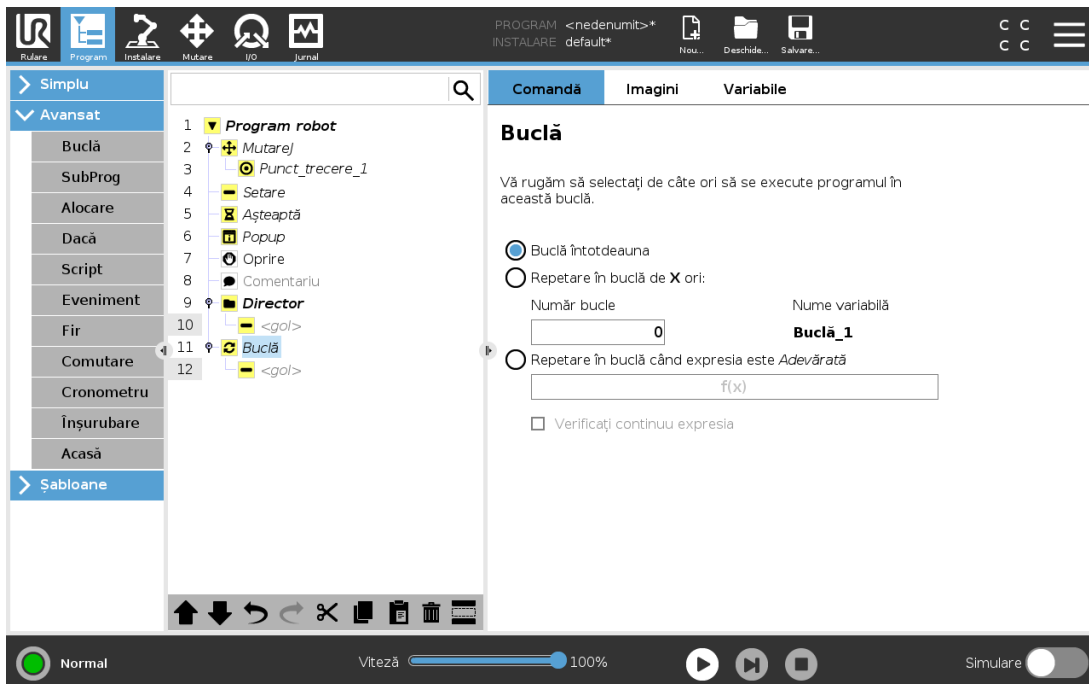 PROGRAM <nedenumit>*
INSTALARE default*
Rulare
Program
Instalare
Mutare
I/O
Jurnal
Nou...
Deschide...
Salvare...
C C
C C
Simplu
Avansat
Buclă
SubProg
Alocare
Dacă
Script
Eveniment
Fir
Comutare
Cronometru
Înșurubare
Acasă
Șabloane
1 Program robot
2 MutareJ
3 Punct_trecere_1
4 Setare
5 Așteaptă
6 Popup
7 Oprire
8 Comentariu
9 Director
10 <gol>
11 Buclă
12 <gol>
Comandă Imagini Variabile
Buclă
Vă rugăm să selectați de câte ori să se execute programul în
această buclă.
Buclă întotdeauna
Repetare în buclă de X ori:
Număr bucle Nume variabilă
0 Buclă_1
Repetare în buclă când expresia este Adevărată
f(x)
Verificați continuu expresia
Normal
Viteză 100%
Simulare